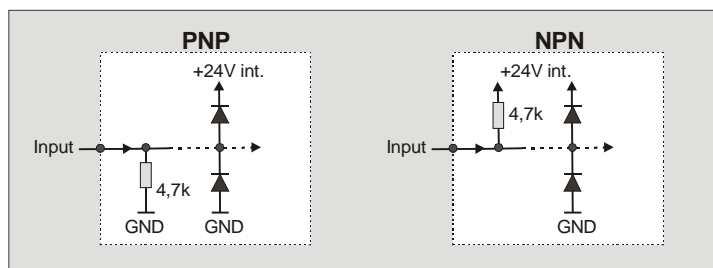 PNP
+24V int.
Input
4,7k
GND
GND
NPN
+24V int.
4,7k
Input
GND